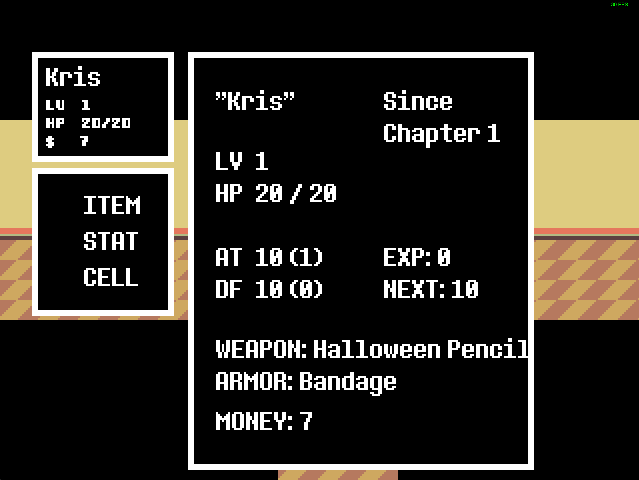 Kris
LV 1
HP 20/20
$ 7
ITEM
STAT
CELL
"Kris"
Since
Chapter 1
LV 1
HP 20 / 20
AT 10 (1)
EXP: 0
DF 10 (0)
NEXT: 10
WEAPON: Halloween Pencil
ARMOR: Bandage
MONEY: 7